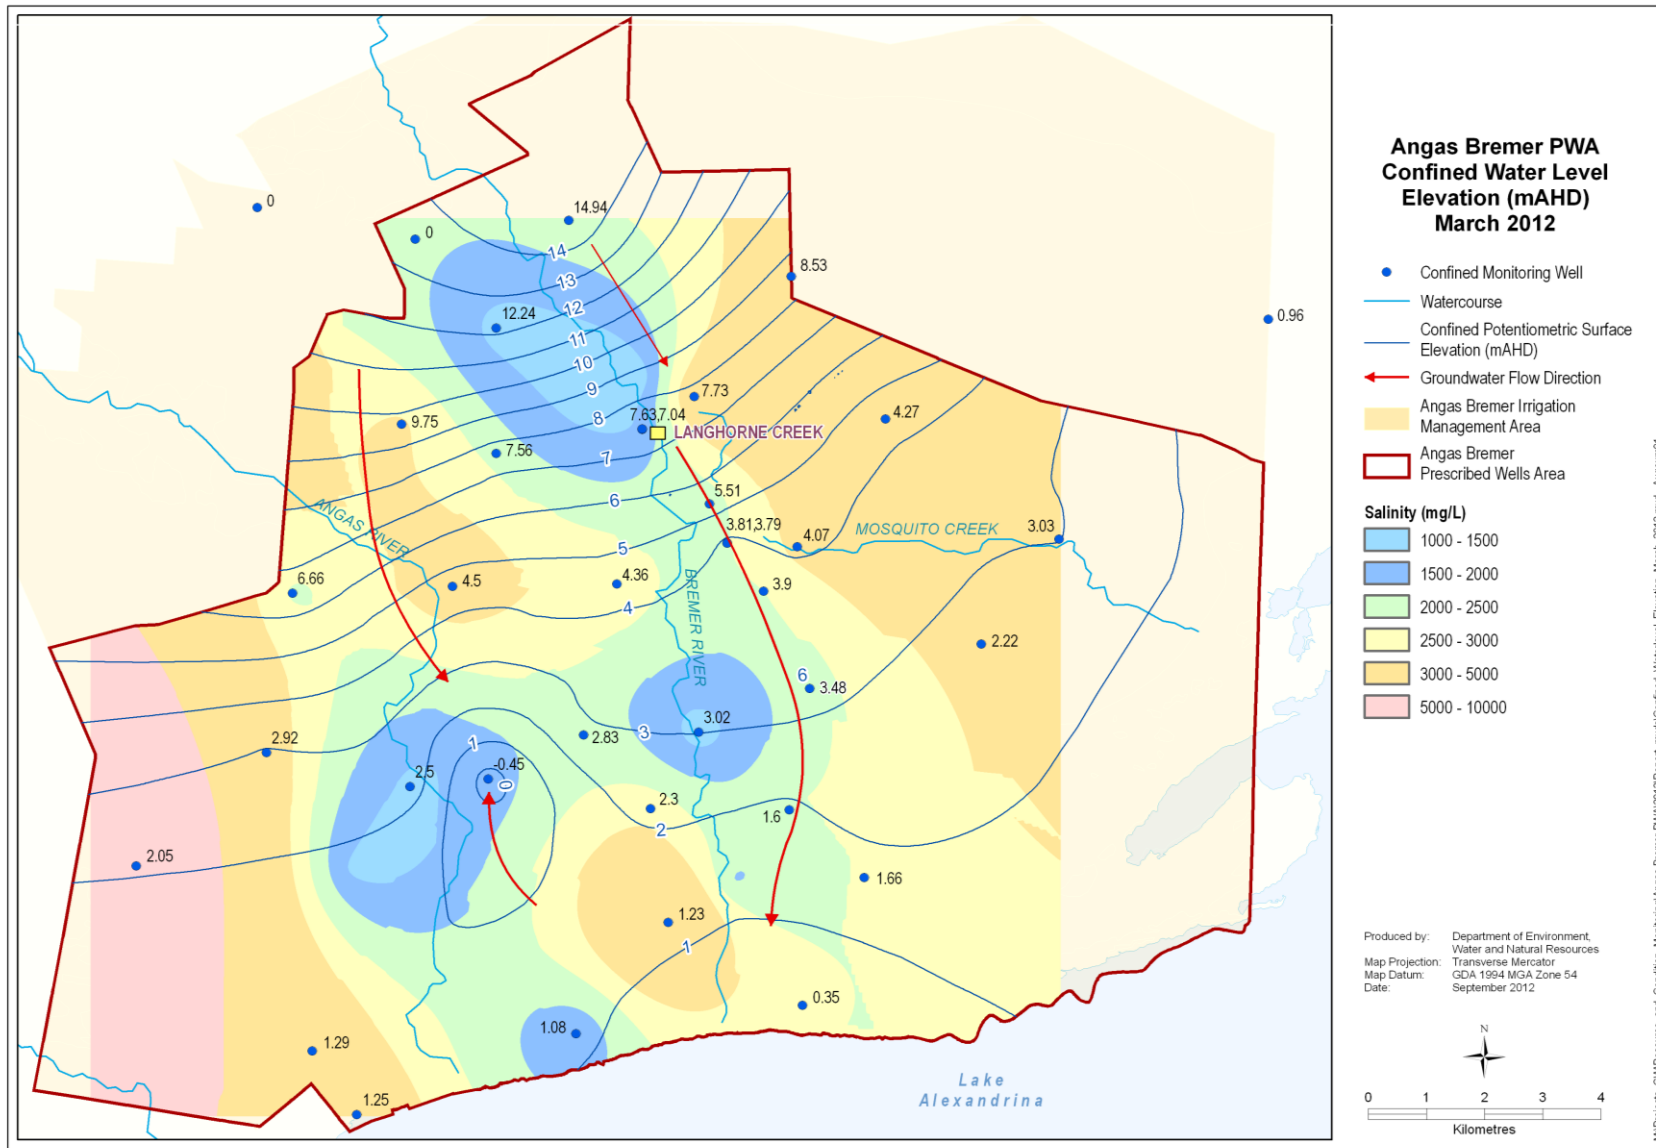 Angas Bremer PWA
Confined Water Level
Elevation (mAHD)
March 2012
Confined Monitoring Well
Watercourse
Confined Potentiometric Surface
Elevation (mAHD)
Groundwater Flow Direction
Angas Bremer Irrigation
Management Area
Angas Bremer
Prescribed Wells Area
Salinity (mg/L)
1000 - 1500
1500 - 2000
2000 - 2500
2500 - 3000
3000 - 5000
5000 - 10000
Produced by: Department of Environment,
Water and Natural Resources
Map Projection: Transverse Mercator
Map Datum: GDA 1994 MGA Zone 54
Date: September 2012
N
0 1 2 3 4
Kilometres
0
14.94
0
14
8.53
13
12
12.24
0.96
11
10
9
7.73
8
7.63,7.04
4.27
9.75
LANGHORNE CREEK
7.56
7
6
5.51
ANGAS RIVER
3.81,3.79
MOSQUITO CREEK
3.03
4.07
5
6.66
4.5
4.36
3.9
4
BREMER RIVER
2.22
6
3.48
3.02
3
2.83
1
2.92
-0.45
2.5
0
2.3
1.6
2
2.05
1.66
1.23
1
0.35
1.08
1.29
Lake
Alexandrina
1.25